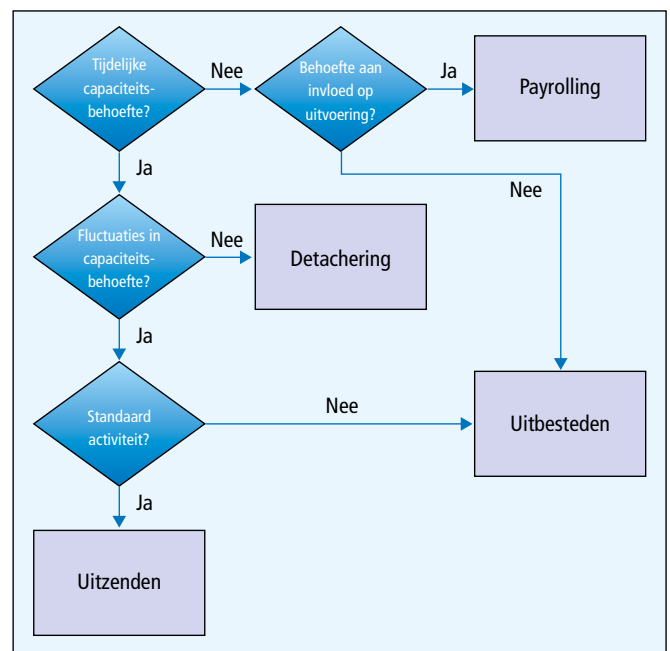 Tijdelijke
capaciteits-
behoefte?
Nee
Behoefte aan
invloed op
uitvoering?
Ja
Payrolling
Ja
Nee
Fluctuaties in
capaciteits-
behoefte?
Nee
Detachering
Ja
Standaard
activiteit?
Nee
Uitbesteden
Ja
Uitzenden